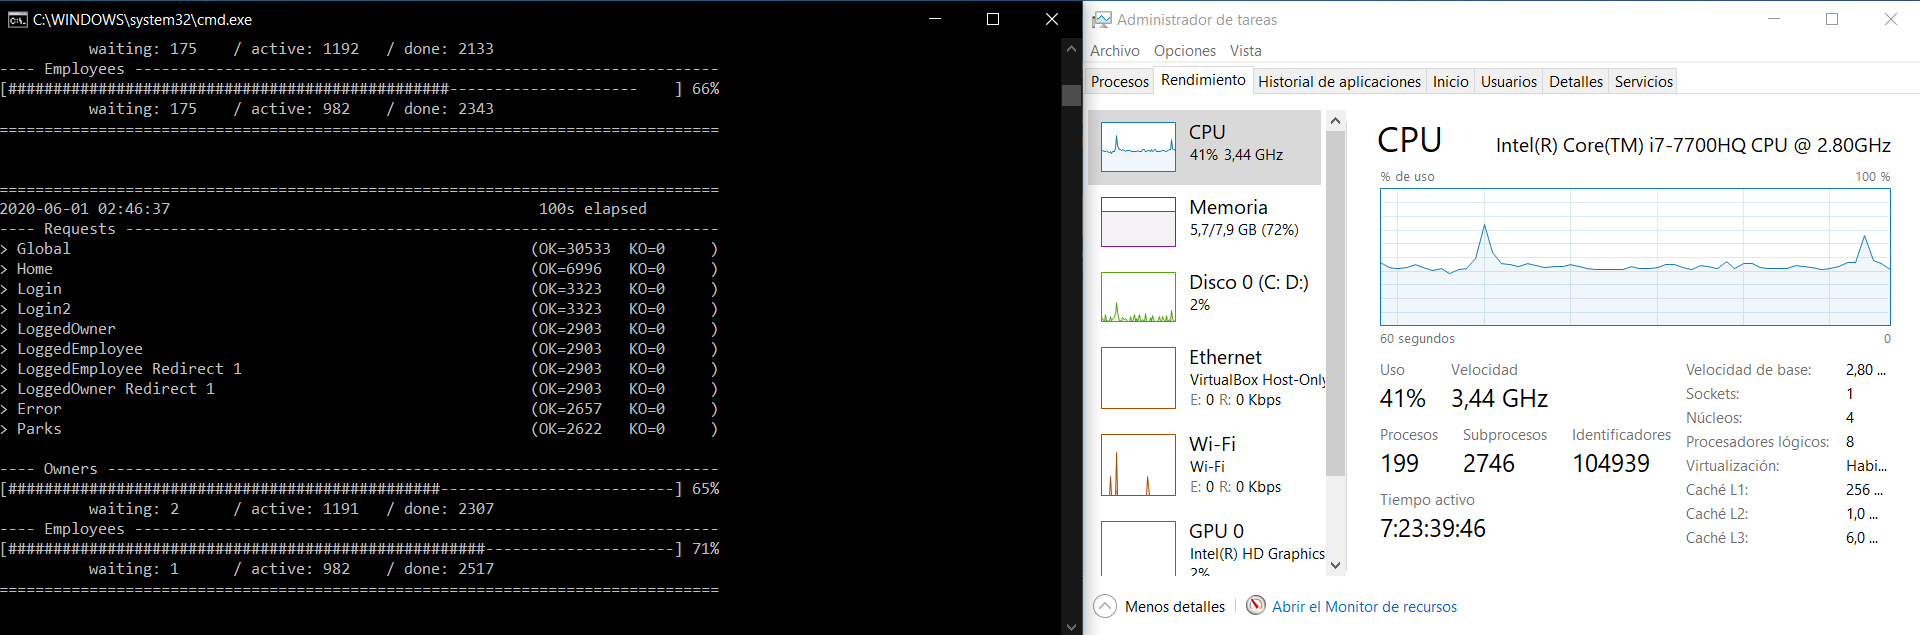 C:\WINDOWS\system32\cmd.exe
waiting: 175 / active: 1192 / done: 2133
---- Employees -----------------------------------------------------------------
[#################################################--------------------- ] 66%
waiting: 175 / active: 982 / done: 2343
================================================================================
================================================================================
2020-06-01 02:46:37 100s elapsed
---- Requests ------------------------------------------------------------------
> Global (OK=30533 KO=0 )
> Home (OK=6996 KO=0 )
> Login (OK=3323 KO=0 )
> Login2 (OK=3323 KO=0 )
> LoggedOwner (OK=2903 KO=0 )
> LoggedEmployee (OK=2903 KO=0 )
> LoggedEmployee Redirect 1 (OK=2903 KO=0 )
> LoggedOwner Redirect 1 (OK=2903 KO=0 )
> Error (OK=2657 KO=0 )
> Parks (OK=2622 KO=0 )
---- Owners --------------------------------------------------------------------
[################################################--------------------------] 65%
waiting: 2 / active: 1191 / done: 2307
---- Employees -----------------------------------------------------------------
[#####################################################---------------------] 71%
waiting: 1 / active: 982 / done: 2517
================================================================================
Administrador de tareas
Archivo Opciones Vista
Procesos Rendimiento Historial de aplicaciones Inicio Usuarios Detalles Servicios
CPU
41% 3,44 GHz
Memoria
5,7/7,9 GB (72%)
Disco 0 (C: D:)
2%
Ethernet
VirtualBox Host-Only
E: 0 R: 0 Kbps
Wi-Fi
Wi-Fi
E: 0 R: 0 Kbps
GPU 0
Intel(R) HD Graphics
2%
CPU Intel(R) Core(TM) i7-7700HQ CPU @ 2.80GHz
% de uso 100 %
60 segundos 0
Uso Velocidad
41% 3,44 GHz
Procesos Subprocesos Identificadores
199 2746 104939
Tiempo activo
7:23:39:46
Velocidad de base: 2,80 ...
Sockets: 1
Núcleos: 4
Procesadores lógicos: 8
Virtualización: Habi...
Caché L1: 256 ...
Caché L2: 1,0 ...
Caché L3: 6,0 ...
Menos detalles Abrir el Monitor de recursos